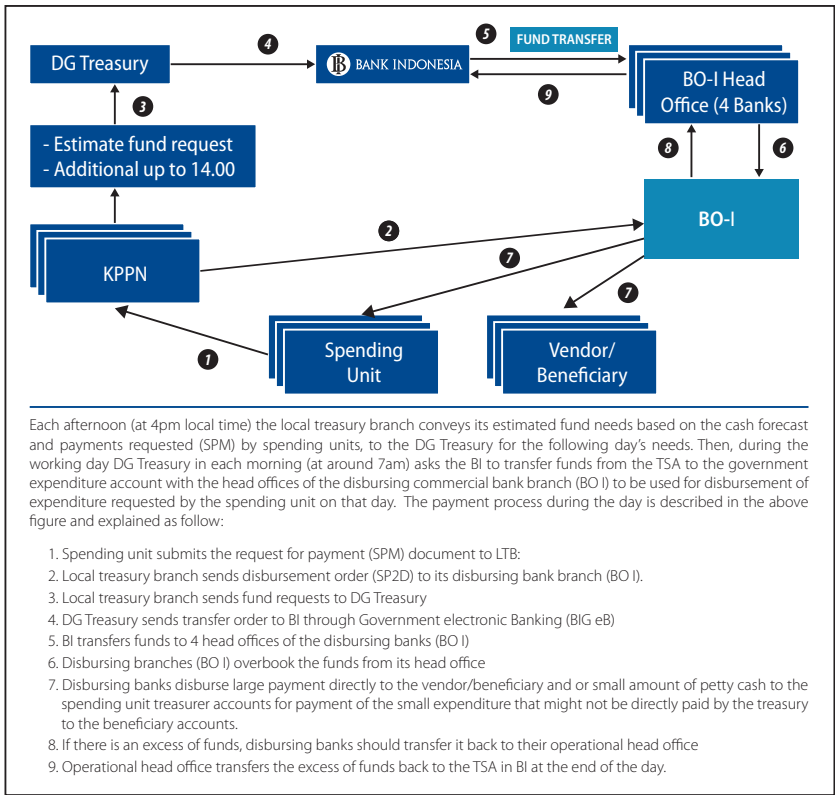 4
5
FUND TRANSFER
DG Treasury
BANK INDONESIA
BO-I Head
Office (4 Banks)
9
3
- Estimate fund request
- Additional up to 14.00
8
6
BO-I
2
KPPN
7
7
1
Spending
Unit
Vendor/
Beneficiary
Each afternoon (at 4pm local time) the local treasury branch conveys its estimated fund needs based on the cash forecast
and payments requested (SPM) by spending units, to the DG Treasury for the following day's needs. Then, during the
working day DG Treasury in each morning (at around 7am) asks the BI to transfer funds from the TSA to the government
expenditure account with the head offices of the disbursing commercial bank branch (BO I) to be used for disbursement of
expenditure requested by the spending unit on that day. The payment process during the day is described in the above
figure and explained as follow:
1. Spending unit submits the request for payment (SPM) document to LTB:
2. Local treasury branch sends disbursement order (SP2D) to its disbursing bank branch (BO I).
3. Local treasury branch sends fund requests to DG Treasury
4. DG Treasury sends transfer order to BI through Government electronic Banking (BIG eB)
5. BI transfers funds to 4 head offices of the disbursing banks (BO I)
6. Disbursing branches (BO I) overbook the funds from its head office
7. Disbursing banks disburse large payment directly to the vendor/beneficiary and or small amount of petty cash to the
spending unit treasurer accounts for payment of the small expenditure that might not be directly paid by the treasury
to the beneficiary accounts.
8. If there is an excess of funds, disbursing banks should transfer it back to their operational head office
9. Operational head office transfers the excess of funds back to the TSA in BI at the end of the day.